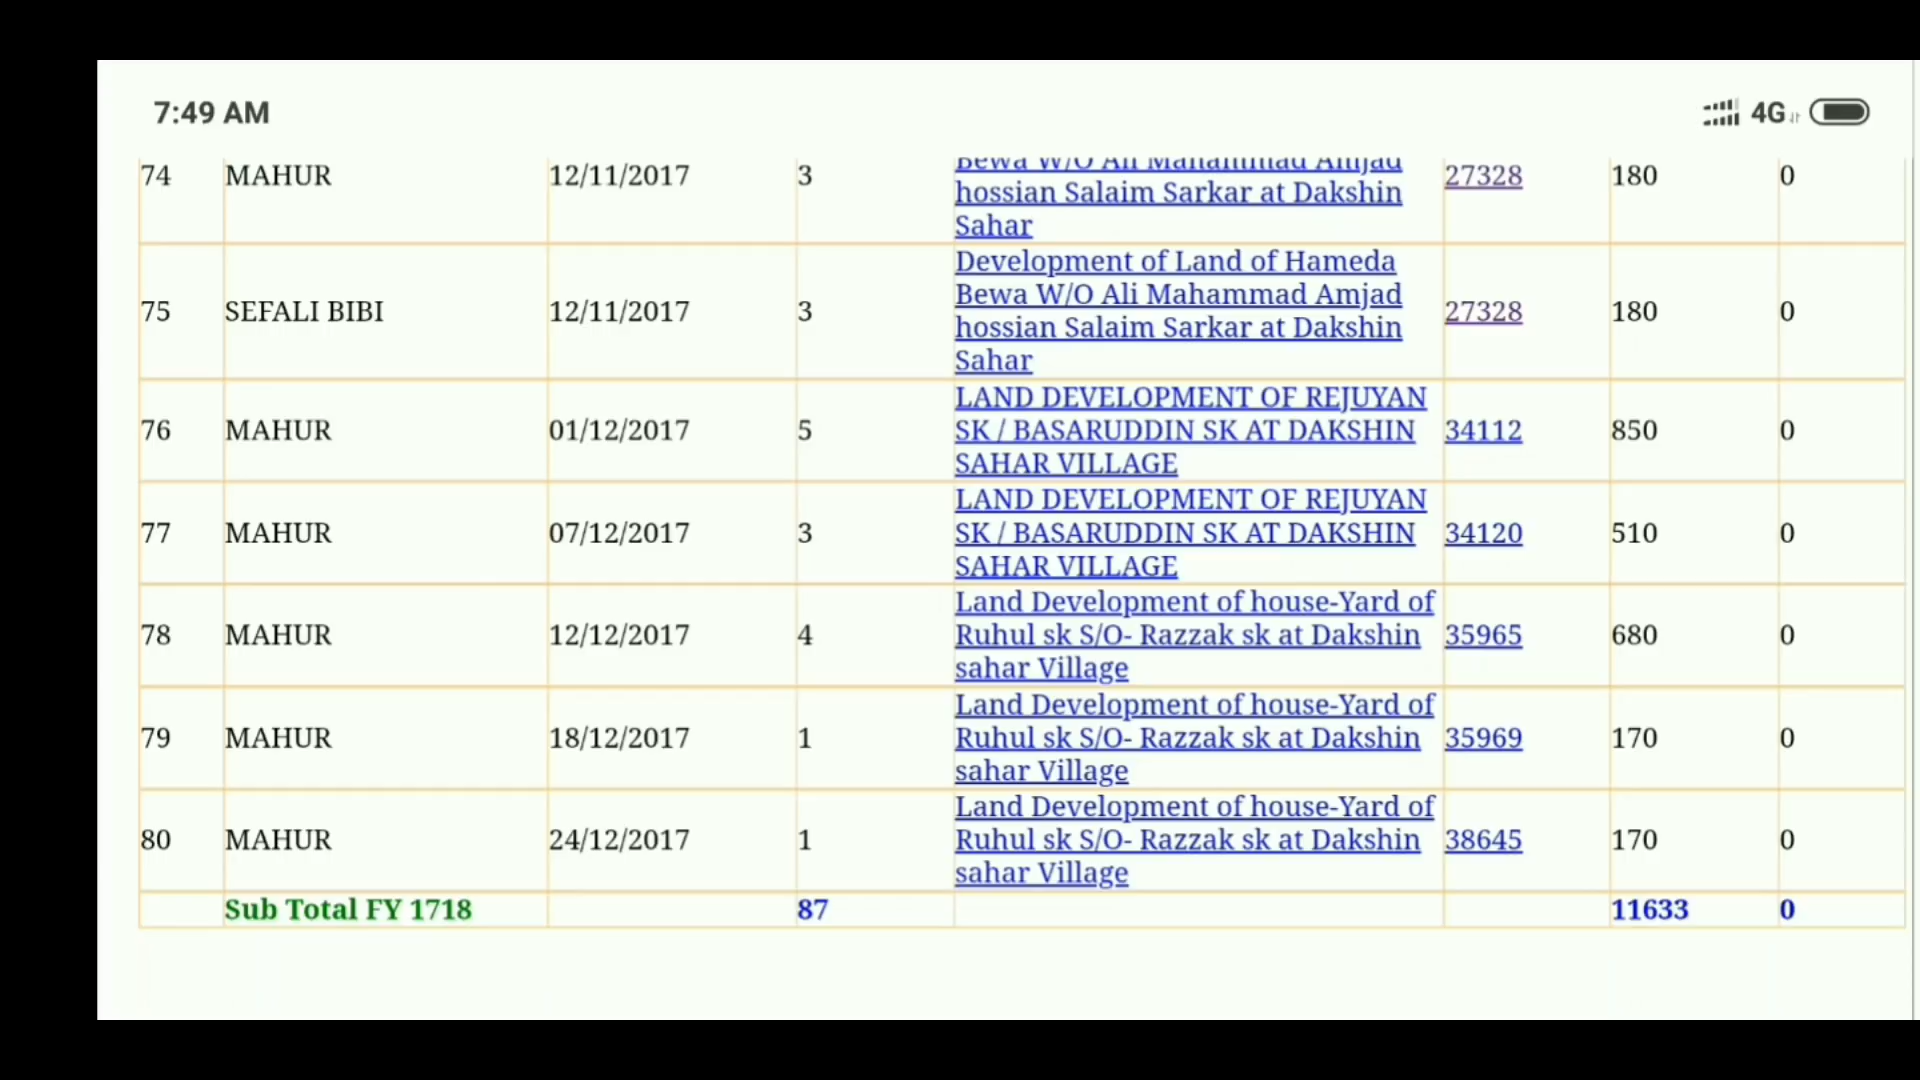 7:49 AM
4G
74 MAHUR 12/11/2017 3 Bewa W/O Ali Mahammad Amjad
hossian Salaim Sarkar at Dakshin
Sahar 27328 180 0
75 SEFALI BIBI 12/11/2017 3 Development of Land of Hameda
Bewa W/O Ali Mahammad Amjad
hossian Salaim Sarkar at Dakshin
Sahar 27328 180 0
76 MAHUR 01/12/2017 5 LAND DEVELOPMENT OF REJUYAN
SK / BASARUDDIN SK AT DAKSHIN
SAHAR VILLAGE 34112 850 0
77 MAHUR 07/12/2017 3 LAND DEVELOPMENT OF REJUYAN
SK / BASARUDDIN SK AT DAKSHIN
SAHAR VILLAGE 34120 510 0
78 MAHUR 12/12/2017 4 Land Development of house-Yard of
Ruhul sk S/O- Razzak sk at Dakshin
sahar Village 35965 680 0
79 MAHUR 18/12/2017 1 Land Development of house-Yard of
Ruhul sk S/O- Razzak sk at Dakshin
sahar Village 35969 170 0
80 MAHUR 24/12/2017 1 Land Development of house-Yard of
Ruhul sk S/O- Razzak sk at Dakshin
sahar Village 38645 170 0
Sub Total FY 1718 87 11633 0